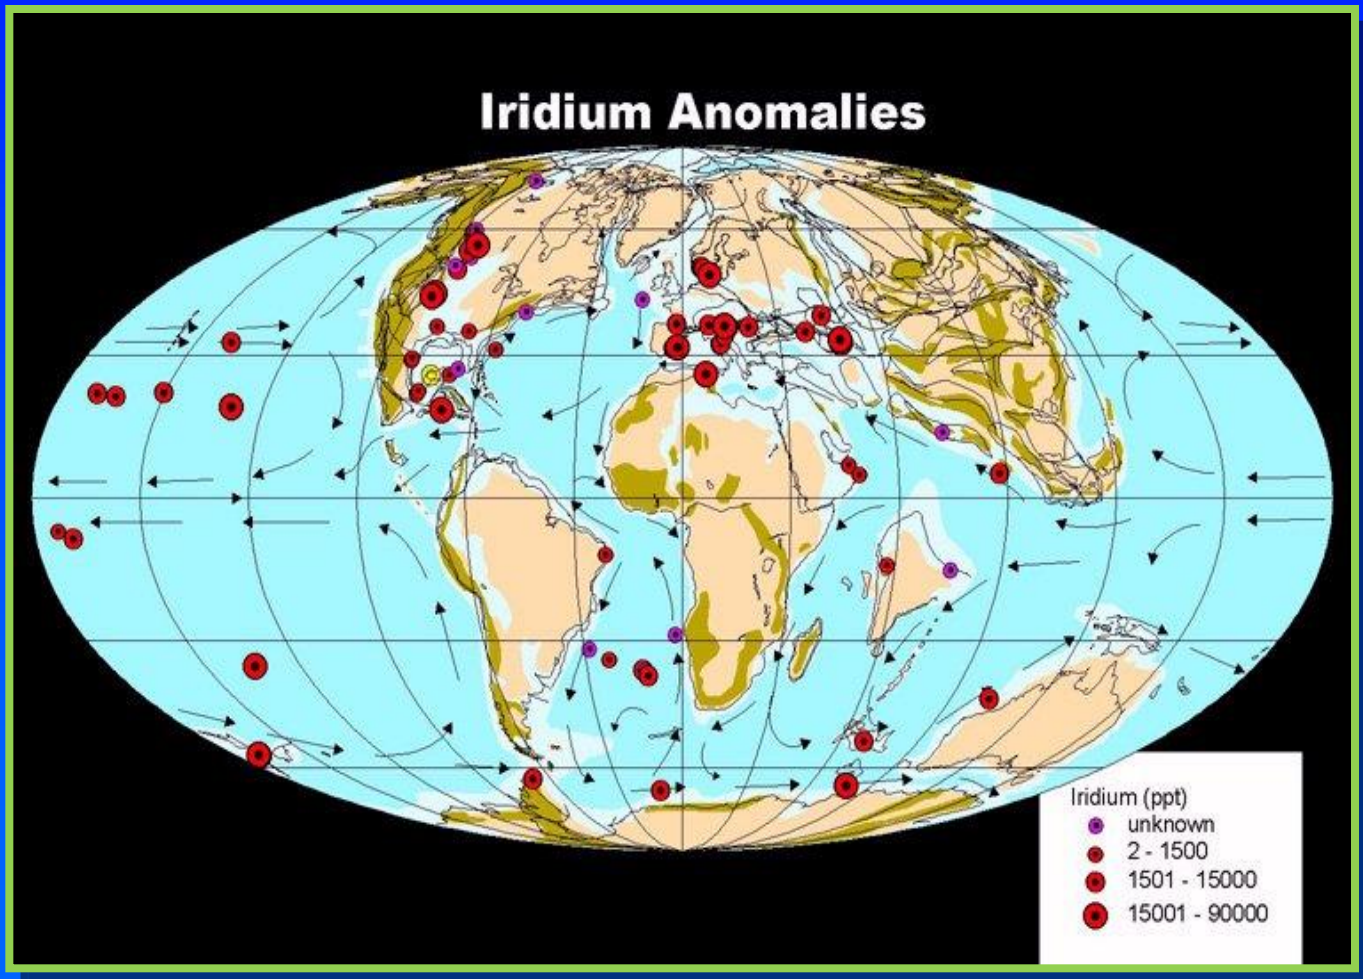 Iridium Anomalies
Iridium (ppt)
unknown
2 - 1500
1501 - 15000
15001 - 90000